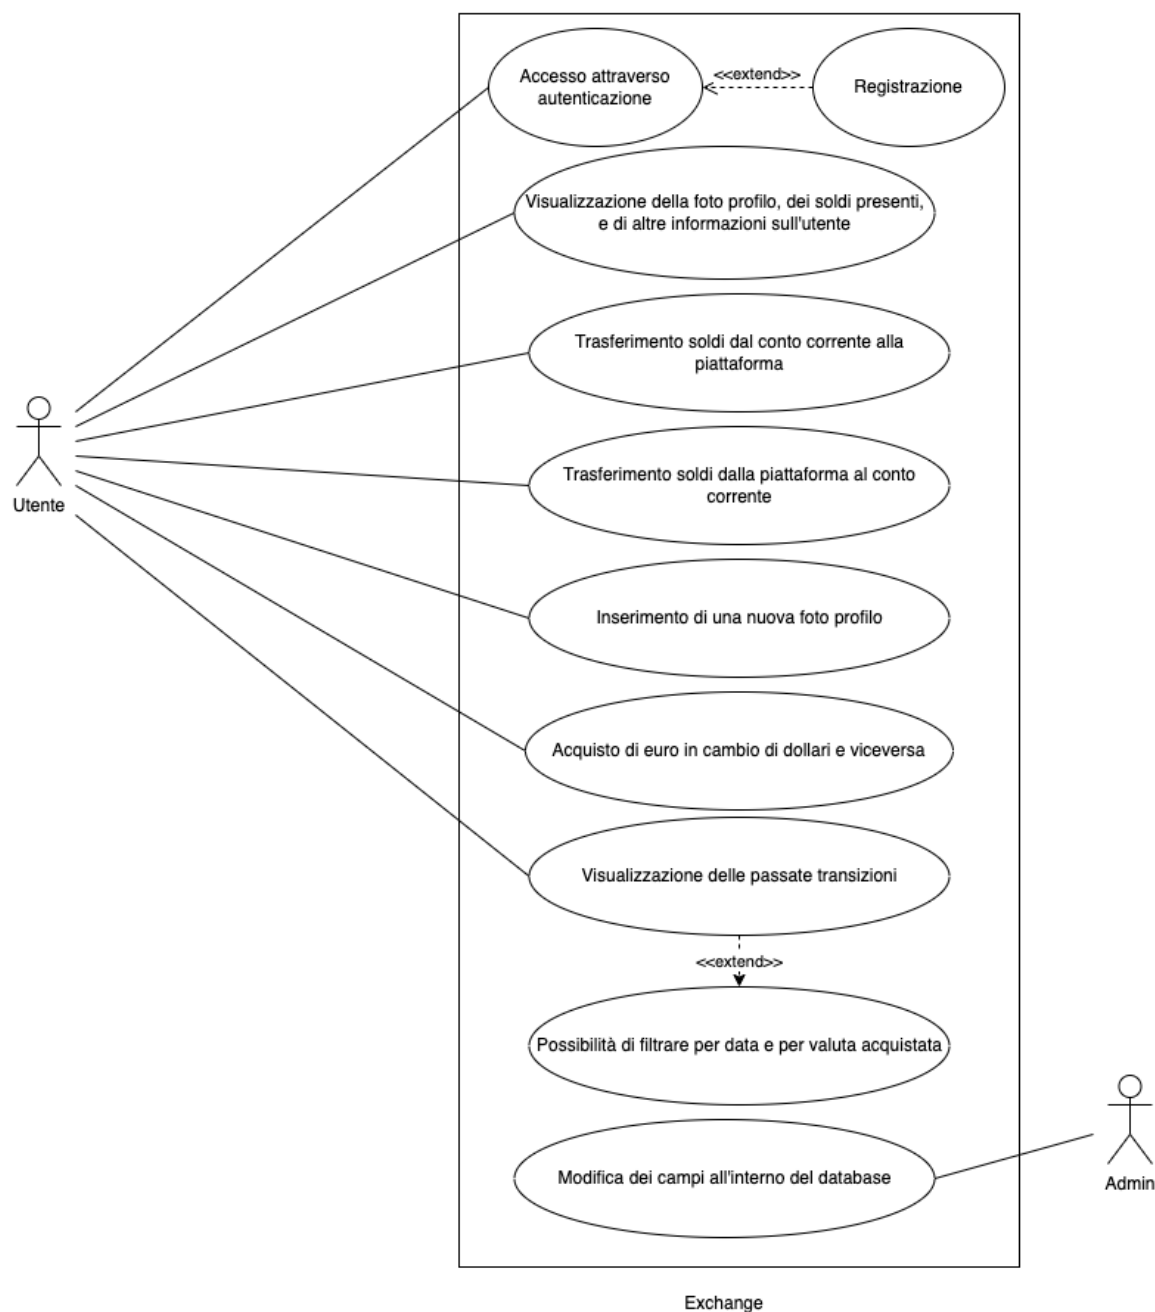 Accesso attraverso
autenticazione
<<extend>>
Registrazione
Visualizzazione della foto profilo, dei soldi presenti,
e di altre informazioni sull'utente
Trasferimento soldi dal conto corrente alla
piattaforma
Trasferimento soldi dalla piattaforma al conto
corrente
Utente
Inserimento di una nuova foto profilo
Acquisto di euro in cambio di dollari e viceversa
Visualizzazione delle passate transizioni
<<extend>>
Possibilità di filtrare per data e per valuta acquistata
Modifica dei campi all'interno del database
Admin
Exchange